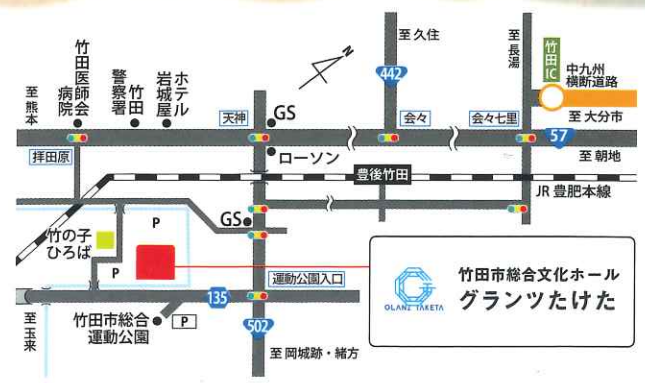 至熊本
竹田医師会
病院
竹田
警察署
ホテル
岩城屋
天神
GS
N
至久住
442
会々
至長湯
竹田IC
中九州
横断道路
至大分市
会々七里
57
至朝地
拝田原
ローソン
豊後竹田
JR豊肥本線
P
GS
竹の子
ひろば
P
運動公園入口
135
竹田市総合
運動公園
P
至玉来
502
至岡城跡・緒方
竹田市総合文化ホール
グランツたけた